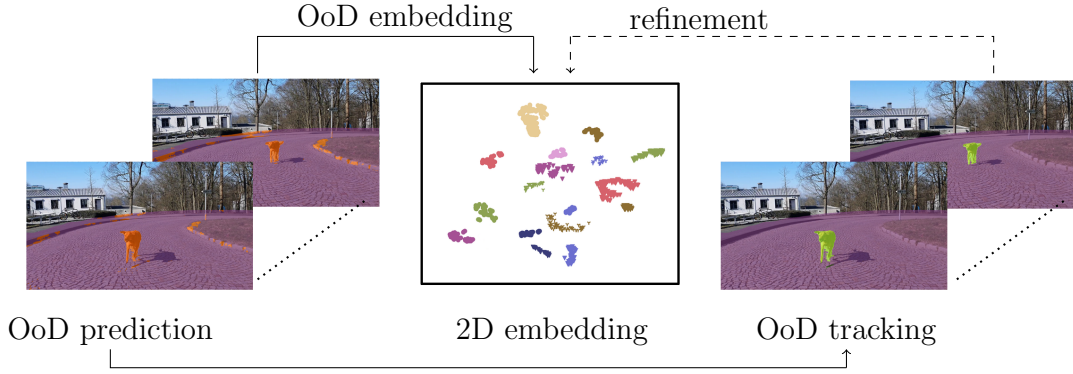 OoD embedding
refinement
OoD prediction
2D embedding
OoD tracking